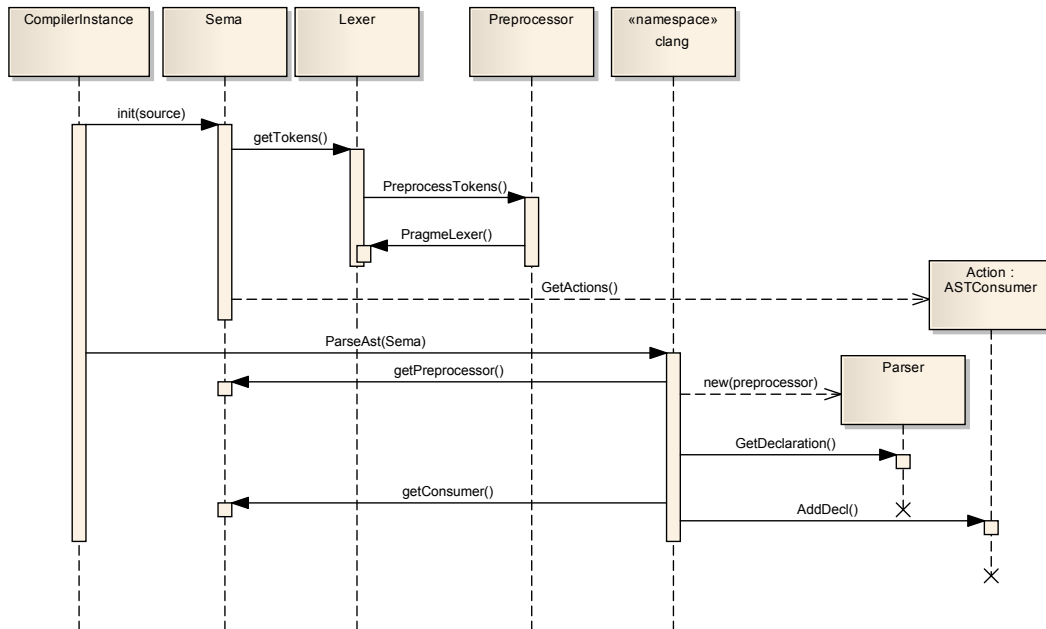 CompilerInstance
Sema
Lexer
Preprocessor
«namespace»
clang
init(source)
getTokens()
PreprocessTokens()
PragmeLexer()
Action :
ASTConsumer
GetActions()
ParseAst(Sema)
getPreprocessor()
new(preprocessor)
Parser
GetDeclaration()
getConsumer()
AddDecl()